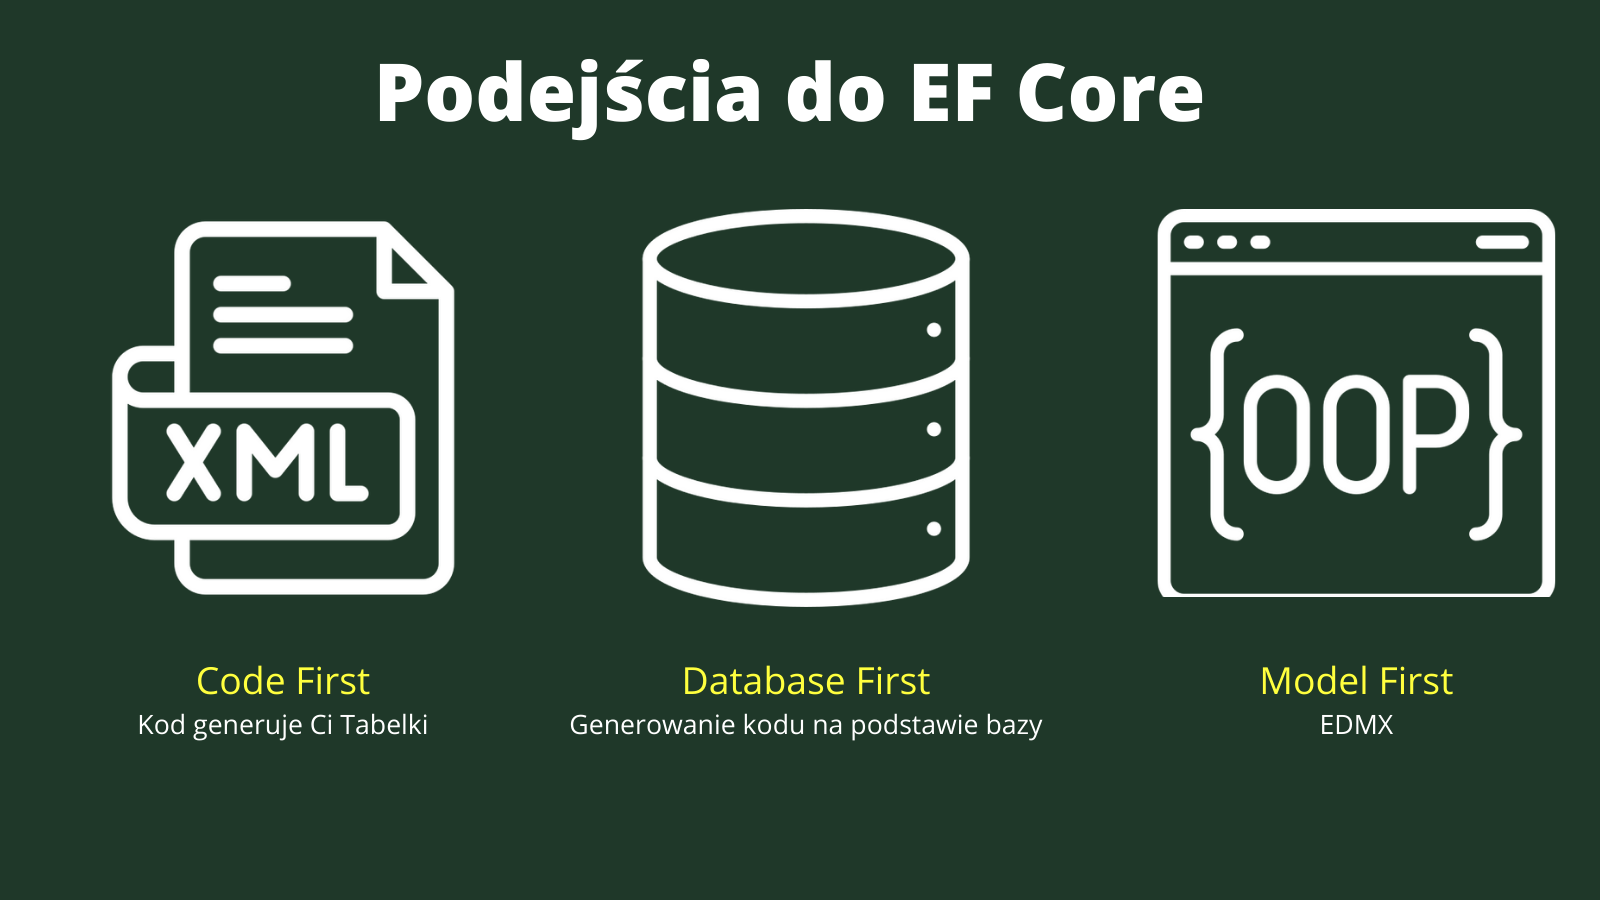 Podejścia do EF Core
XML
{OOP}
Code First
Kod generuje Ci Tabelki
Database First
Generowanie kodu na podstawie bazy
Model First
EDMX